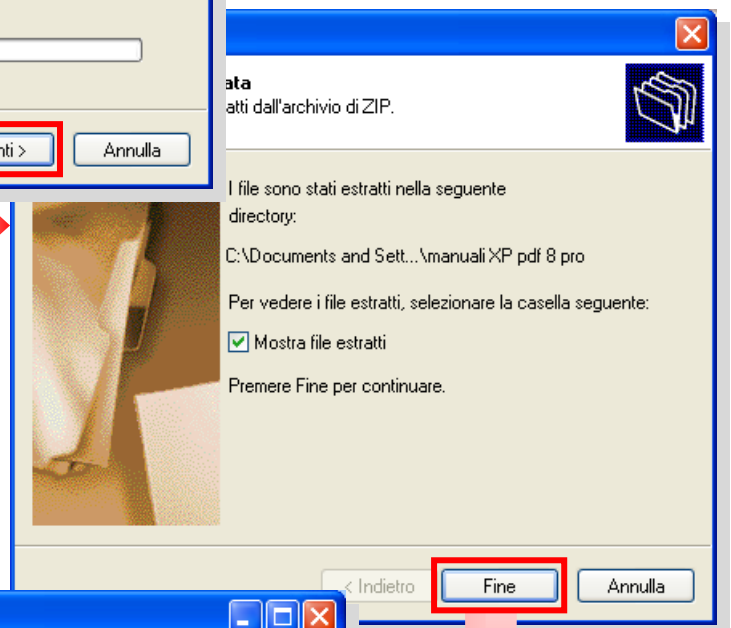 Annulla
atti dall'archivio di ZIP.
I file sono stati estratti nella seguente
directory:
C:\Documents and Sett...\manuali XP pdf 8 pro
Per vedere i file estratti, selezionare la casella seguente:
Mostra file estratti
Premere Fine per continuare.
< Indietro Fine Annulla